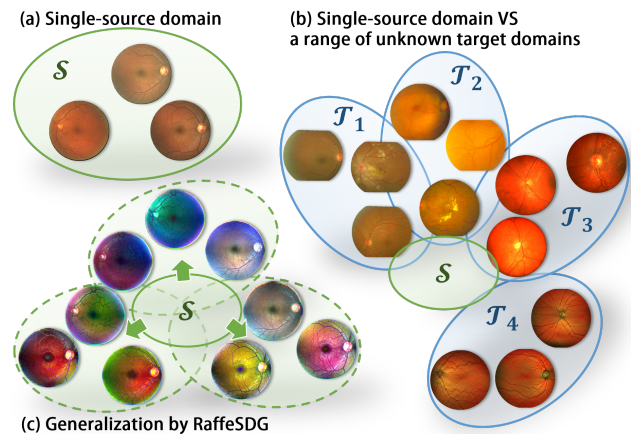 (a) Single-source domain
𝒮
(b) Single-source domain VS
a range of unknown target domains
𝒯₁
𝒯₂
𝒯₃
𝒮
𝒯₄
𝒮
(c) Generalization by RaffeSDG